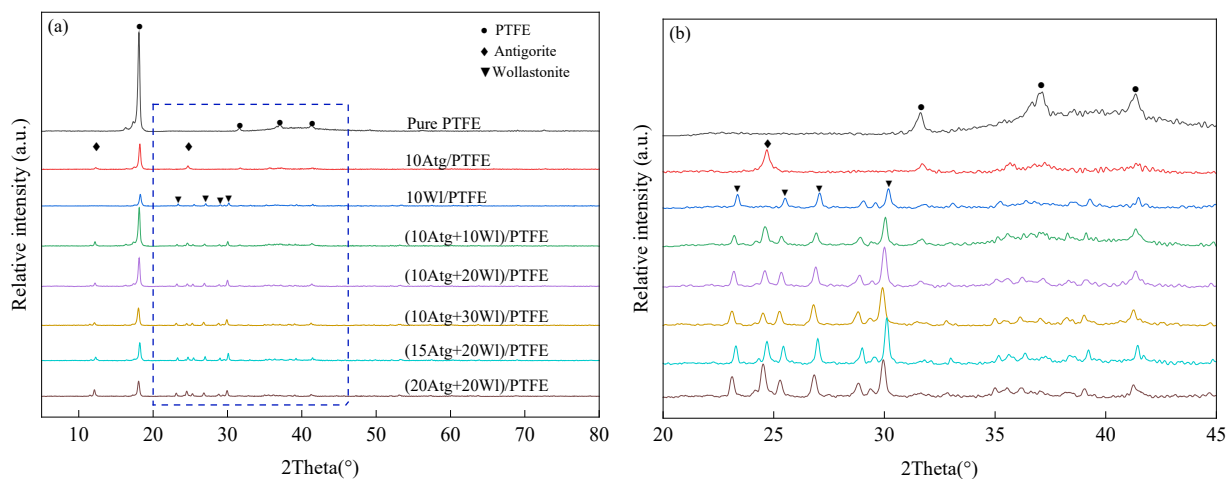 (a)
PTFE
Antigorite
Wollastonite
Pure PTFE
10Atg/PTFE
10Wl/PTFE
(10Atg+10Wl)/PTFE
(10Atg+20Wl)/PTFE
(10Atg+30Wl)/PTFE
(15Atg+20Wl)/PTFE
(20Atg+20Wl)/PTFE
Relative intensity (a.u.)
10 20 30 40 50 60 70 80
2Theta(°)
(b)
Relative intensity (a.u.)
20 25 30 35 40 45
2Theta(°)